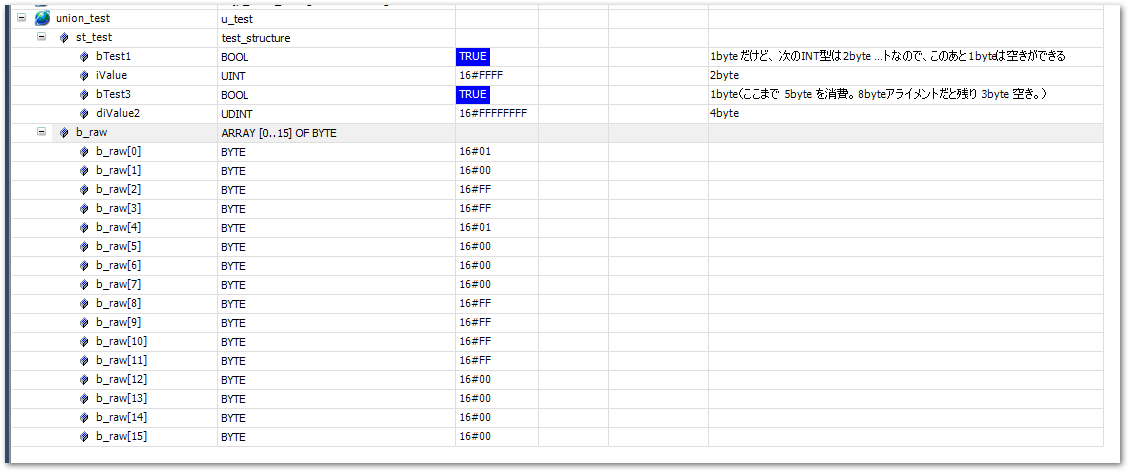 union_test u_test
st_test test_structure
bTest1 BOOL TRUE 1byte だけど、次のINT型は2byte ...トなので、このあと1byteは空きができる
iValue UINT 16#FFFF 2byte
bTest3 BOOL TRUE 1byte(ここまで 5byte を消費。8byteアライメントだと残り 3byte 空き。)
diValue2 UDINT 16#FFFFFFFF 4byte
b_raw ARRAY [0..15] OF BYTE
b_raw[0] BYTE 16#01
b_raw[1] BYTE 16#00
b_raw[2] BYTE 16#FF
b_raw[3] BYTE 16#FF
b_raw[4] BYTE 16#01
b_raw[5] BYTE 16#00
b_raw[6] BYTE 16#00
b_raw[7] BYTE 16#00
b_raw[8] BYTE 16#FF
b_raw[9] BYTE 16#FF
b_raw[10] BYTE 16#FF
b_raw[11] BYTE 16#FF
b_raw[12] BYTE 16#00
b_raw[13] BYTE 16#00
b_raw[14] BYTE 16#00
b_raw[15] BYTE 16#00